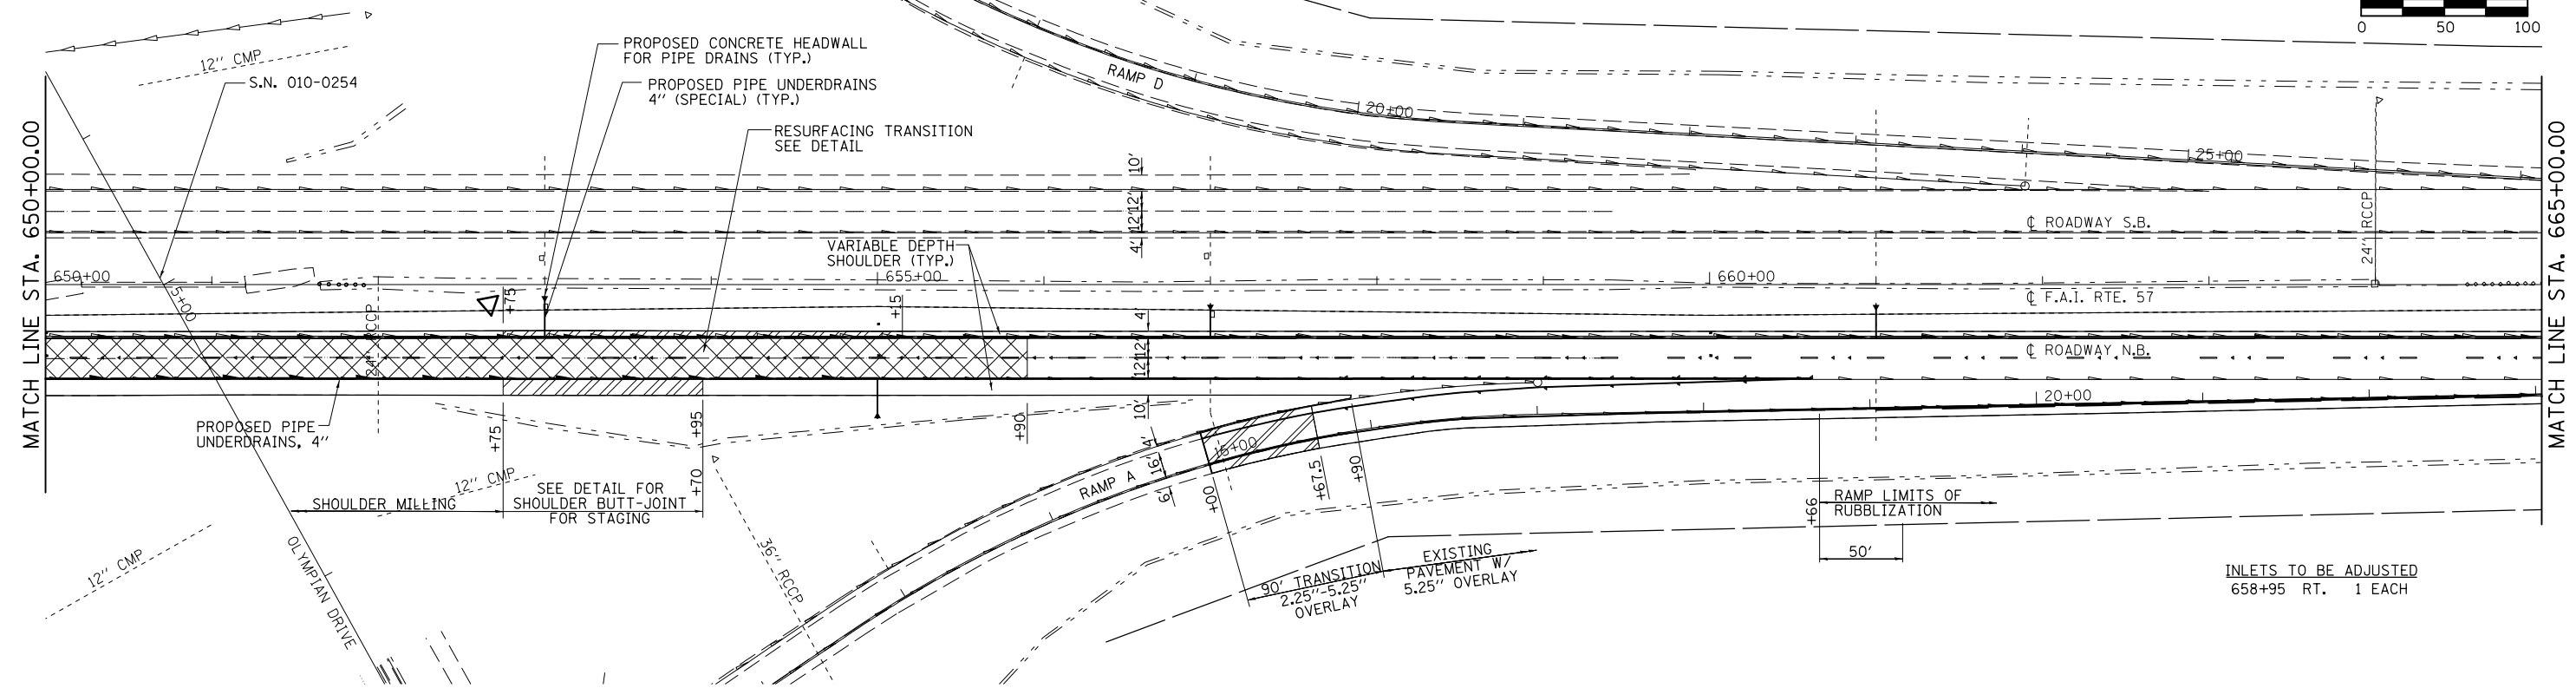 0 50 100
12" CMP
S.N. 010-0254
PROPOSED CONCRETE HEADWALL
FOR PIPE DRAINS (TYP.)
PROPOSED PIPE UNDERDRAINS
4" (SPECIAL) (TYP.)
RESURFACING TRANSITION
SEE DETAIL
RAMP D
20+00
25+00
MATCH LINE STA. 650+00.00
MATCH LINE STA. 665+00.00
10'
12'
12'
4'
℄ ROADWAY S.B.
24" RCCP
VARIABLE DEPTH
SHOULDER (TYP.)
650+00
655+00
660+00
5+00
+75
+15
℄ F.A.I. RTE. 57
24" RCCP
4'
12'
12'
10'
℄ ROADWAY N.B.
20+00
PROPOSED PIPE
UNDERDRAINS, 4"
+75
+95
+70
+90
12" CMP
SHOULDER MILLING
SEE DETAIL FOR
SHOULDER BUTT-JOINT
FOR STAGING
4'
16'
6'
RAMP A
15+00
+00
+67.5
+90
+66
RAMP LIMITS OF
RUBBLIZATION
50'
12" CMP
OLYMPIAN DRIVE
36" RCCP
90' TRANSITION
2.25"-5.25"
OVERLAY
EXISTING
PAVEMENT W/
5.25" OVERLAY
INLETS TO BE ADJUSTED
658+95 RT. 1 EACH